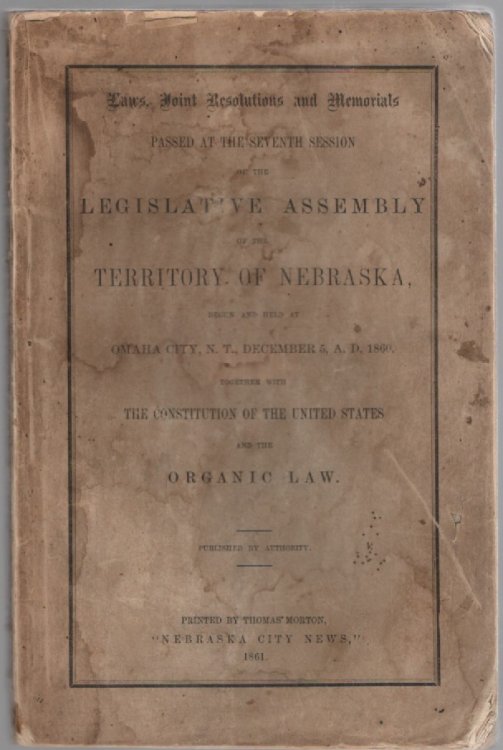 Laws, Joint Resolutions and Memorials
PASSED AT THE SEVENTH SESSION
OF THE
LEGISLATIVE ASSEMBLY
OF THE
TERRITORY OF NEBRASKA,
BEGUN AND HELD AT
OMAHA CITY, N. T., DECEMBER 5, A. D. 1860.
TOGETHER WITH
THE CONSTITUTION OF THE UNITED STATES
AND THE
ORGANIC LAW.
PUBLISHED BY AUTHORITY.
PRINTED BY THOMAS MORTON,
"NEBRASKA CITY NEWS,"
1861.